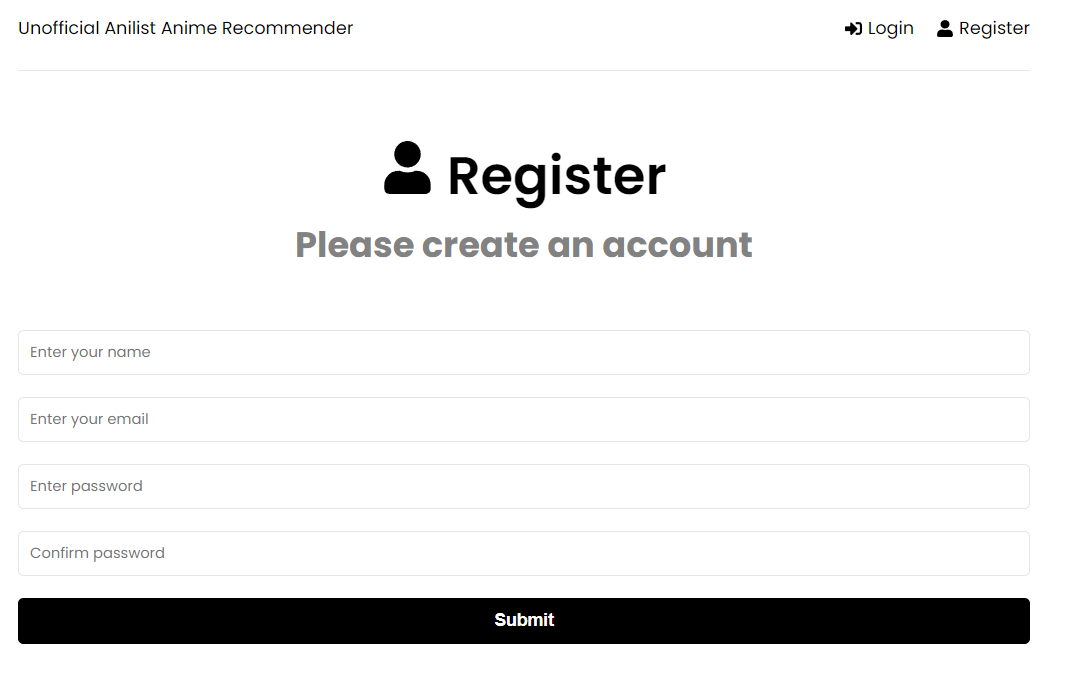 Unofficial Anilist Anime Recommender
Login
Register
Register
Please create an account
Enter your name
Enter your email
Enter password
Confirm password
Submit